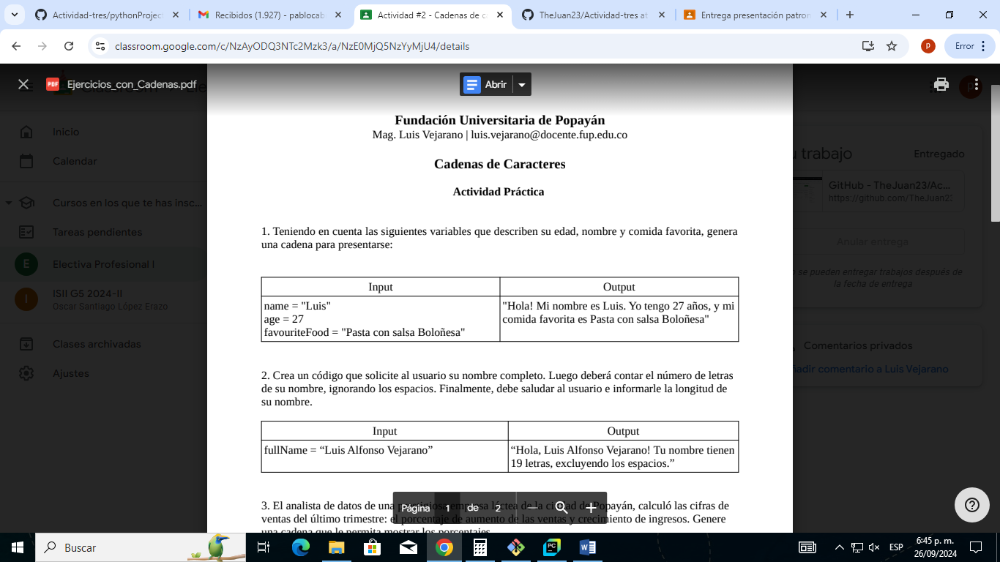 Actividad-tres/pythonProjec
Recibidos (1.927) - pablocab
Actividad #2 - Cadenas de c
TheJuan23/Actividad-tres at
Entrega presentación patron
classroom.google.com/c/NzAyODQ3NTc2Mzk3/a/NzE0MjQ5NzYyMjU4/details
p
Error
PDF
Ejercicios_con_Cadenas.pdf
Abrir
Inicio
Calendar
Cursos en los que te has insc...
Tareas pendientes
E
Electiva Profesional I
I
ISII G5 2024-II
Oscar Santiago López Erazo
Clases archivadas
Ajustes
Fundación Universitaria de Popayán
Mag. Luis Vejarano | luis.vejarano@docente.fup.edu.co
Cadenas de Caracteres
Actividad Práctica
1. Teniendo en cuenta las siguientes variables que describen su edad, nombre y comida favorita, genera
una cadena para presentarse:
Input
Output
name = "Luis"
age = 27
favouriteFood = "Pasta con salsa Boloñesa"
"Hola! Mi nombre es Luis. Yo tengo 27 años, y mi
comida favorita es Pasta con salsa Boloñesa"
2. Crea un código que solicite al usuario su nombre completo. Luego deberá contar el número de letras
de su nombre, ignorando los espacios. Finalmente, debe saludar al usuario e informarle la longitud de
su nombre.
Input
Output
fullName = “Luis Alfonso Vejarano”
“Hola, Luis Alfonso Vejarano! Tu nombre tienen
19 letras, excluyendo los espacios.”
3. El analista de datos de una prestigiosa empresa láctea de la ciudad de Popayán, calculó las cifras de
ventas del último trimestre: el porcentaje de aumento de las ventas y crecimiento de ingresos. Genere
una cadena que le permita mostrar los porcentajes
Página 1 de 2
p
u trabajo
Entregado
GitHub - TheJuan23/Ac...
https://github.com/TheJuan23
Anular entrega
o se pueden entregar trabajos después de
la fecha de entrega
Comentarios privados
ñadir comentario a Luis Vejarano
Buscar
PC
ESP
6:45 p. m.
26/09/2024